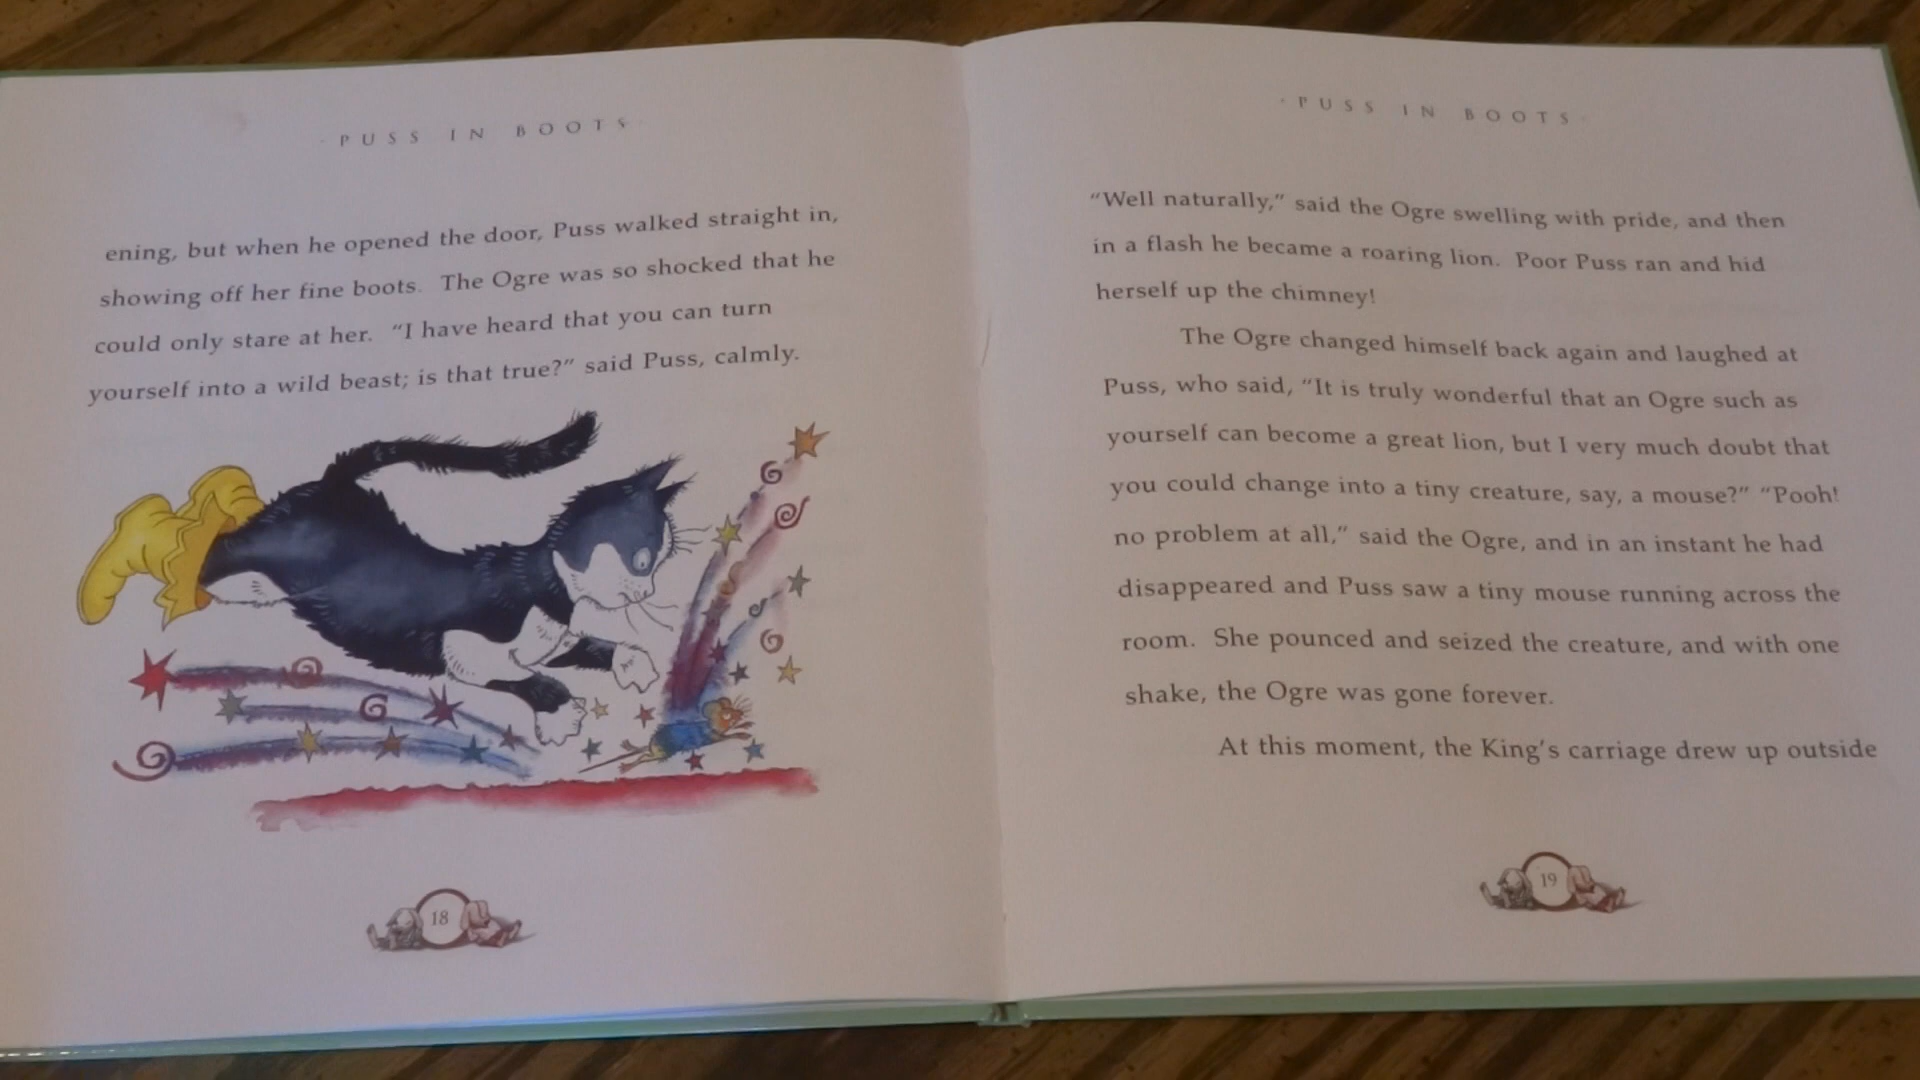 · PUSS IN BOOTS ·
ening, but when he opened the door, Puss walked straight in,
showing off her fine boots. The Ogre was so shocked that he
could only stare at her. “I have heard that you can turn
yourself into a wild beast; is that true?” said Puss, calmly.
18
· PUSS IN BOOTS ·
“Well naturally,” said the Ogre swelling with pride, and then
in a flash he became a roaring lion. Poor Puss ran and hid
herself up the chimney!
The Ogre changed himself back again and laughed at
Puss, who said, “It is truly wonderful that an Ogre such as
yourself can become a great lion, but I very much doubt that
you could change into a tiny creature, say, a mouse?” “Pooh!
no problem at all,” said the Ogre, and in an instant he had
disappeared and Puss saw a tiny mouse running across the
room. She pounced and seized the creature, and with one
shake, the Ogre was gone forever.
At this moment, the King’s carriage drew up outside
19